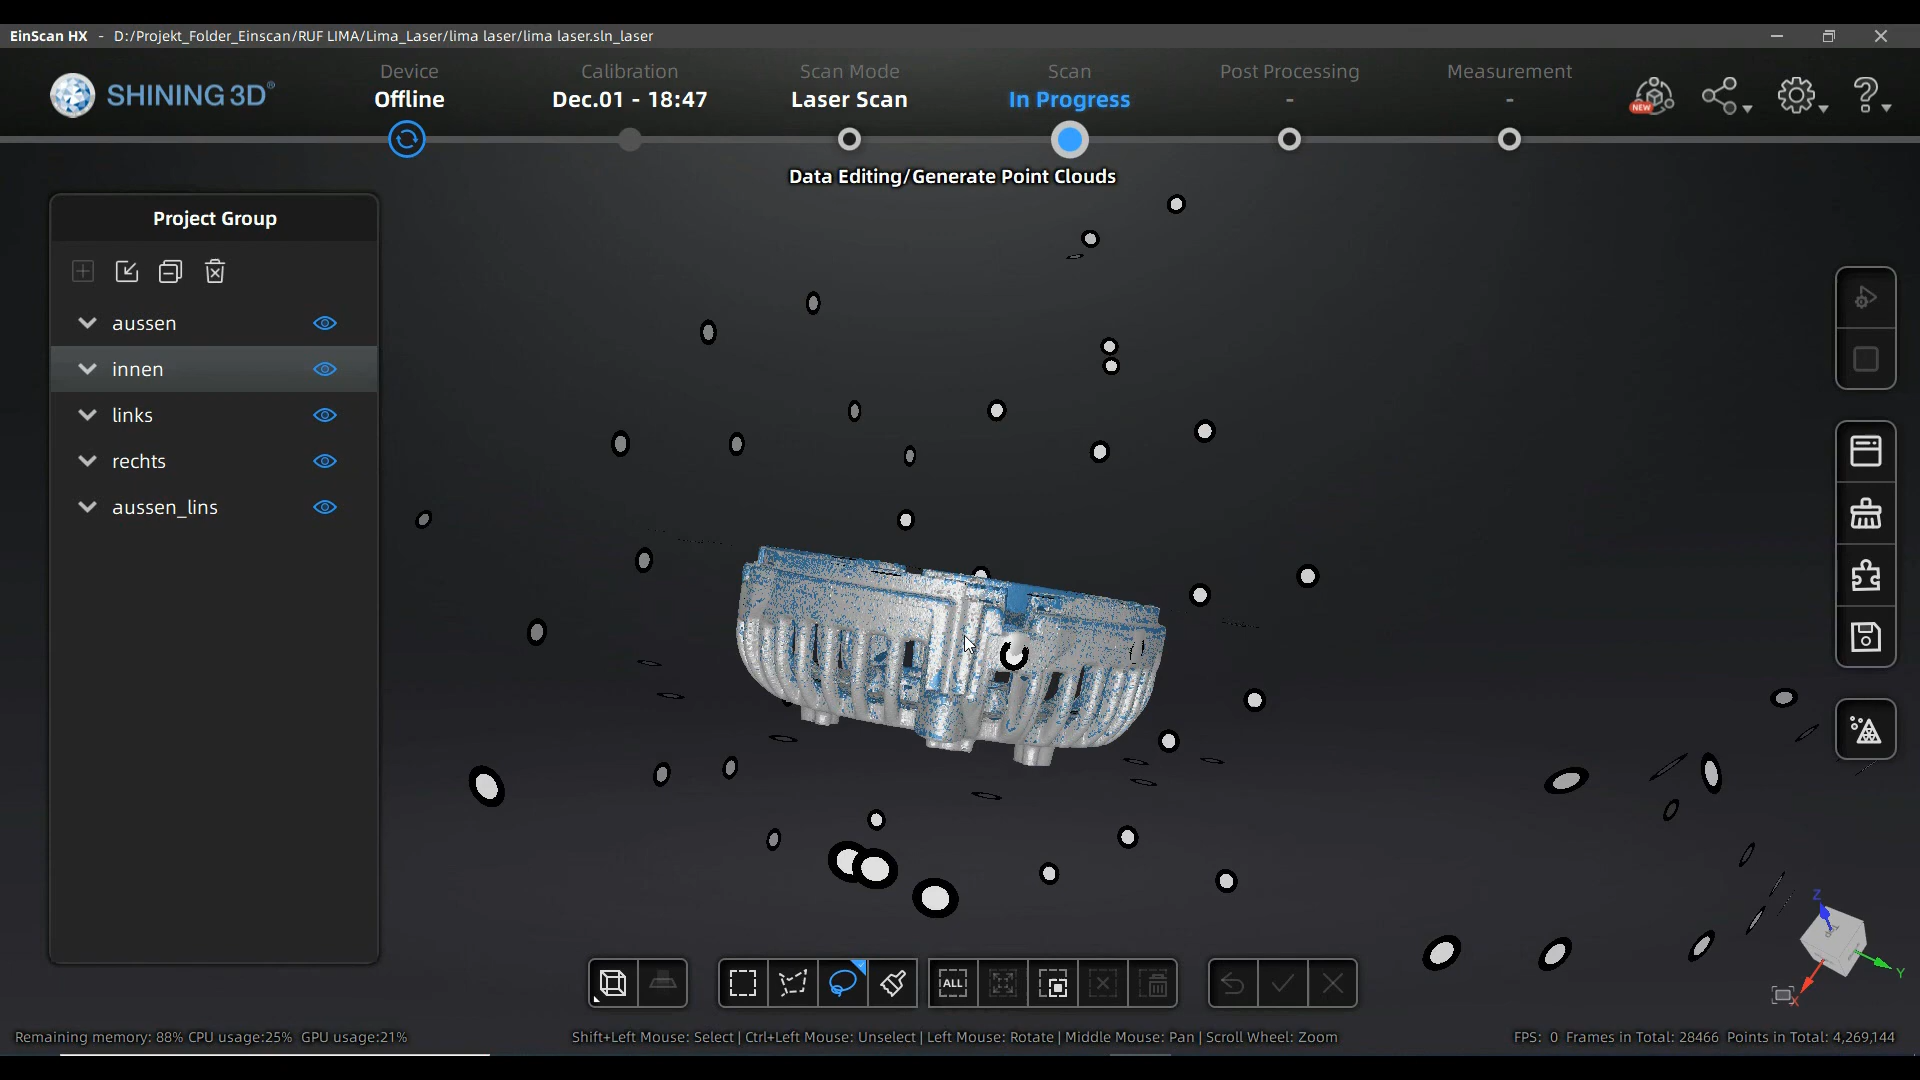 EinScan HX - D:/Projekt_Folder_Einscan/RUF LIMA/Lima_Laser/lima laser/lima laser.sln_laser
SHINING 3D®
Device
Offline
Calibration
Dec.01 - 18:47
Scan Mode
Laser Scan
Scan
In Progress
Post Processing
-
Measurement
-
NEW
Data Editing/Generate Point Clouds
Project Group
aussen
innen
links
rechts
aussen_lins
ALL
Z
Y
X
Remaining memory: 88% CPU usage:25% GPU usage:21%
Shift+Left Mouse: Select | Ctrl+Left Mouse: Unselect | Left Mouse: Rotate | Middle Mouse: Pan | Scroll Wheel: Zoom
FPS: 0 Frames in Total: 28466 Points in Total: 4,269,144